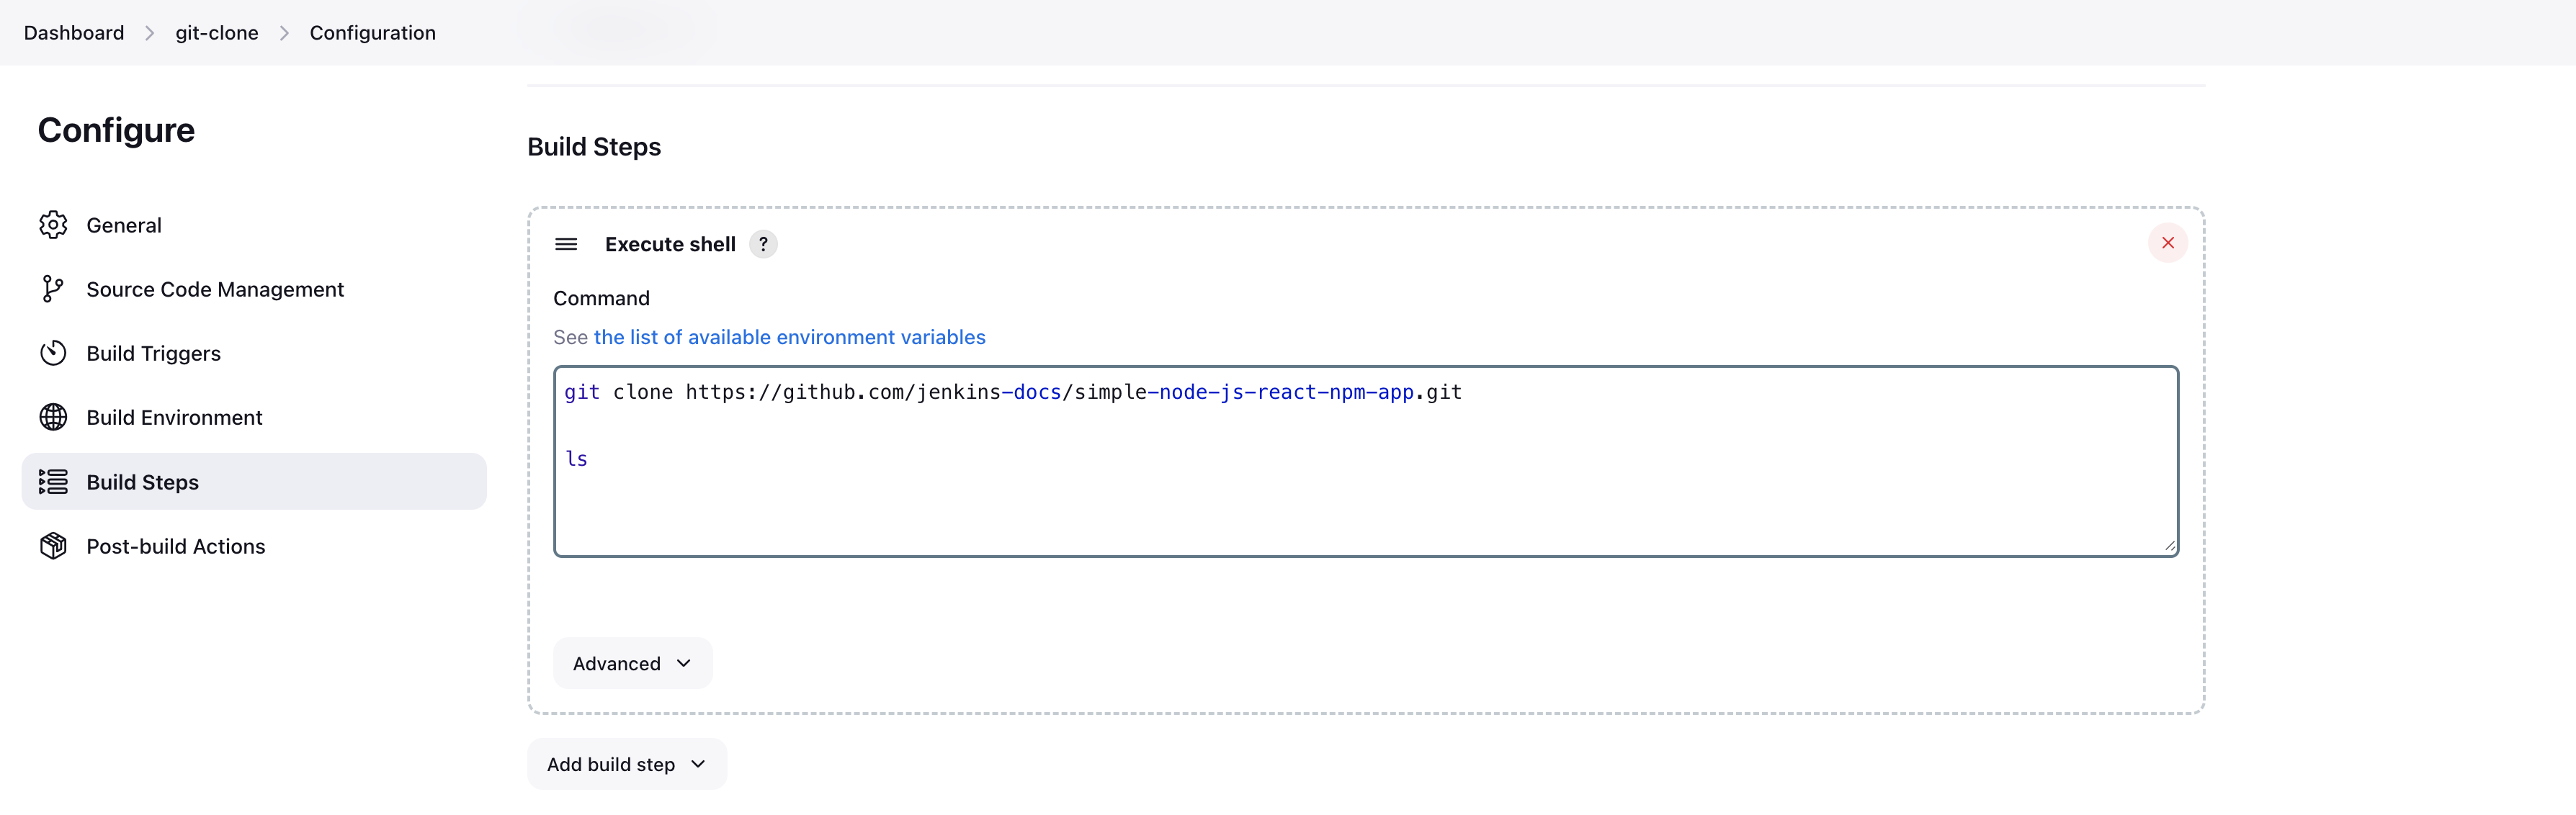 Dashboard > git-clone > Configuration
Configure
General
Source Code Management
Build Triggers
Build Environment
Build Steps
Post-build Actions
Build Steps
Execute shell ?
Command
See the list of available environment variables
git clone https://github.com/jenkins-docs/simple-node-js-react-npm-app.git
ls
Advanced
Add build step